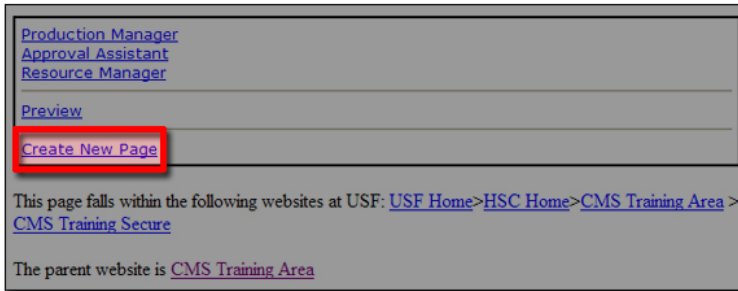 Production Manager
Approval Assistant
Resource Manager
Preview
Create New Page
This page falls within the following websites at USF: USF Home>HSC Home>CMS Training Area >
CMS Training Secure
The parent website is CMS Training Area